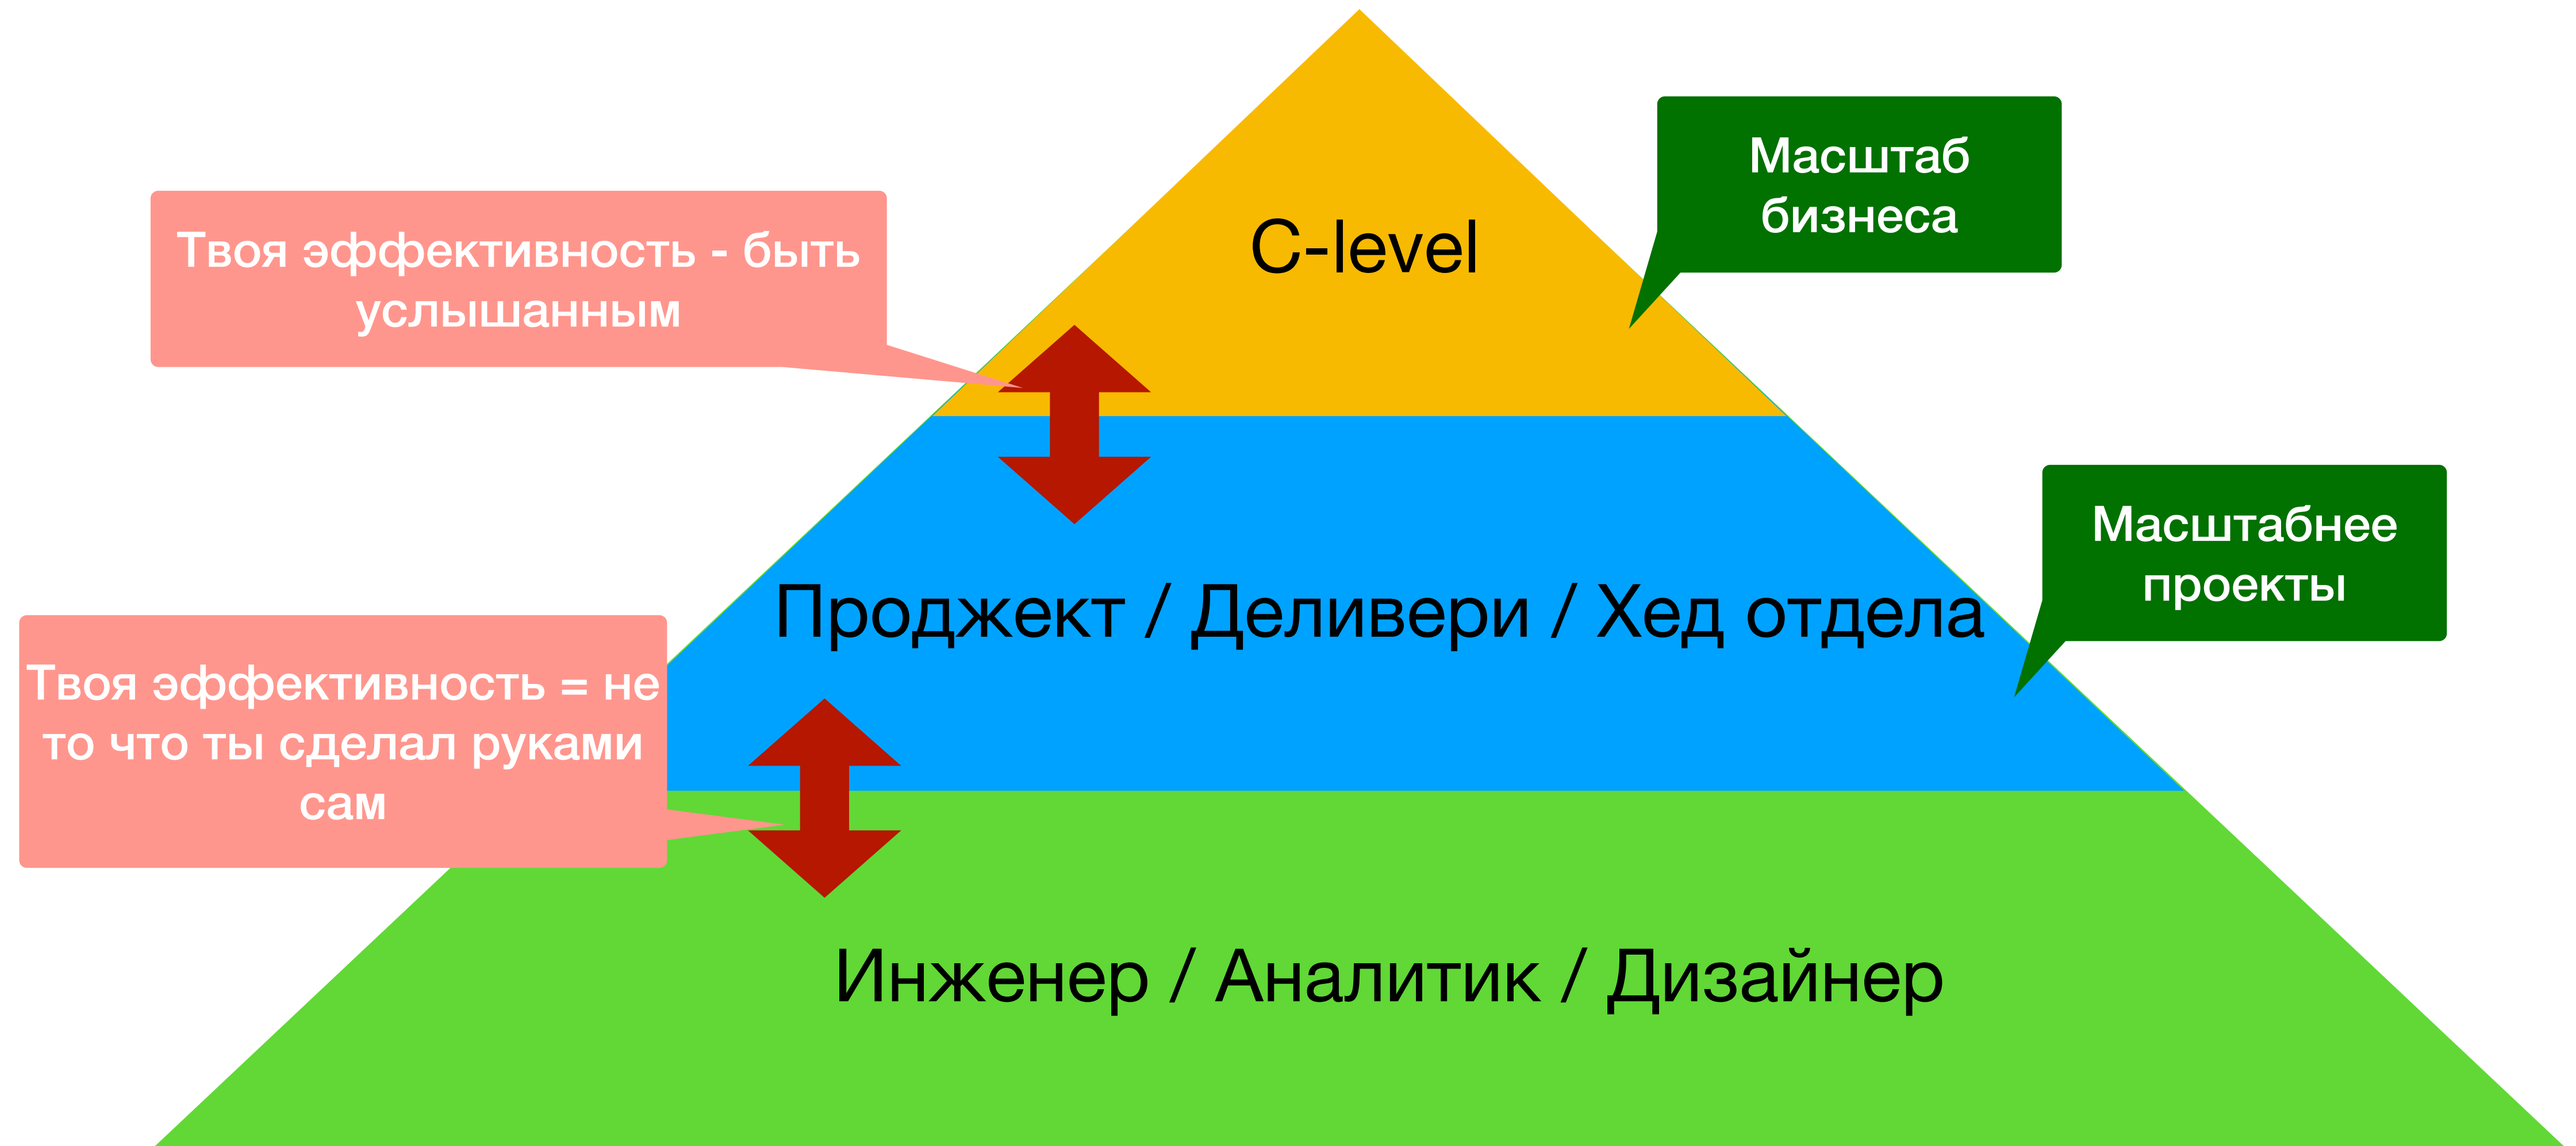 Масштаб
бизнеса
Твоя эффективность - быть
услышанным
C-level
Масштабнее
проекты
Проджект / Деливери / Хед отдела
Твоя эффективность = не
то что ты сделал руками
сам
Инженер / Аналитик / Дизайнер